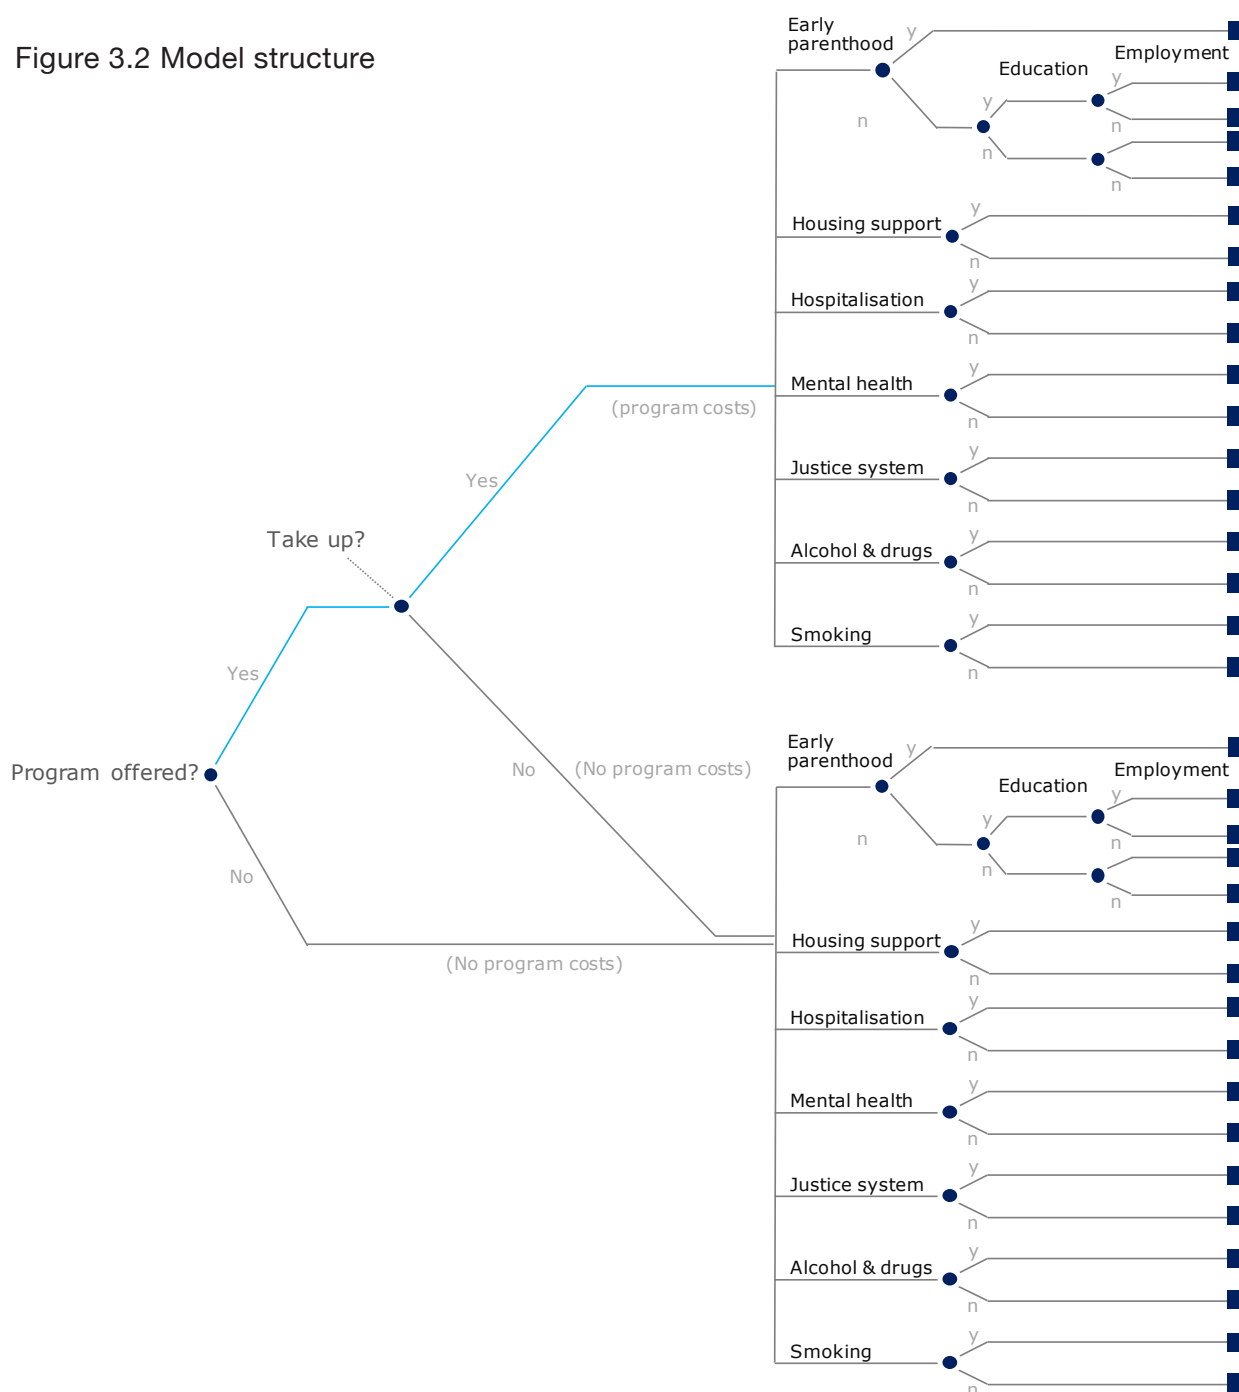 Figure 3.2 Model structure
Early
parenthood
y
Employment
Education
y
y
n
n
n
n
Housing support
y
n
Hospitalisation
y
n
Mental health
y
n
(program costs)
Justice system
y
n
Yes
Take up?
Alcohol & drugs
y
n
Smoking
y
n
Yes
Program offered?
No
(No program costs)
No
(No program costs)
Early
parenthood
y
Employment
Education
y
y
n
n
n
n
Housing support
y
n
Hospitalisation
y
n
Mental health
y
n
Justice system
y
n
Alcohol & drugs
y
n
Smoking
y
n